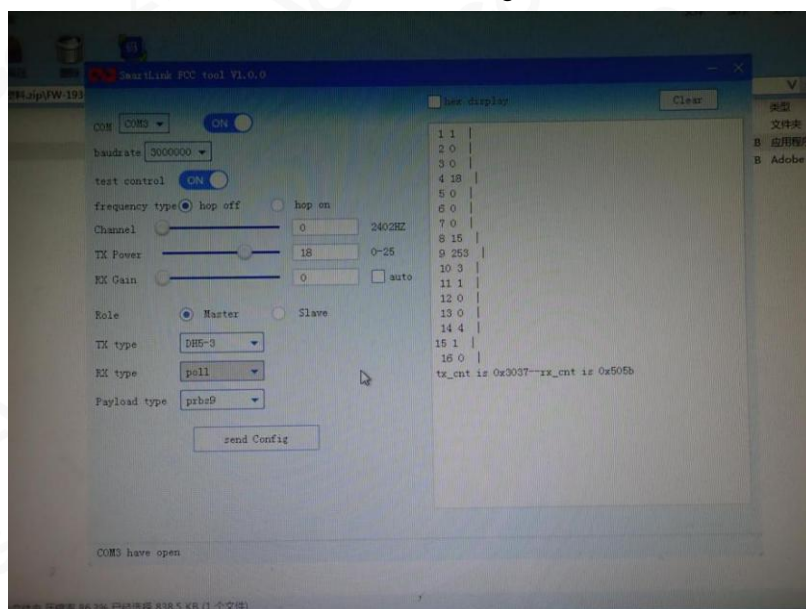 SmartLink FCC tool V1.0.0
COM COM3 ON
baudrate 3000000
test control ON
frequency type hop off hop on
Channel 0 2402HZ
TX Power 18 0-25
RX Gain 0 auto
Role Master Slave
TX type DH5-3
RX type poll
Payload type prbs9
send Config
COM3 have open
hex display Clear
1 1 |
2 0 |
3 0 |
4 18 |
5 0 |
6 0 |
7 0 |
8 15 |
9 253 |
10 3 |
11 1 |
12 0 |
13 0 |
14 4 |
15 1 |
16 0 |
tx_cnt is 0x3037--rx_cnt is 0x505b
.zip\FW-193
类型
文件夹
B 应用程序
B Adobe